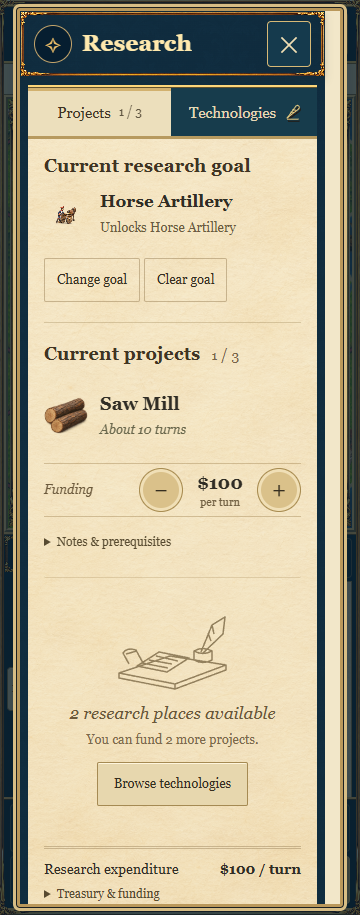 Research
Projects 1 / 3
Technologies
Current research goal
Horse Artillery
Unlocks Horse Artillery
Change goal
Clear goal
Current projects 1 / 3
Saw Mill
About 10 turns
Funding
−
$100
per turn
+
Notes & prerequisites
2 research places available
You can fund 2 more projects.
Browse technologies
Research expenditure $100 / turn
Treasury & funding